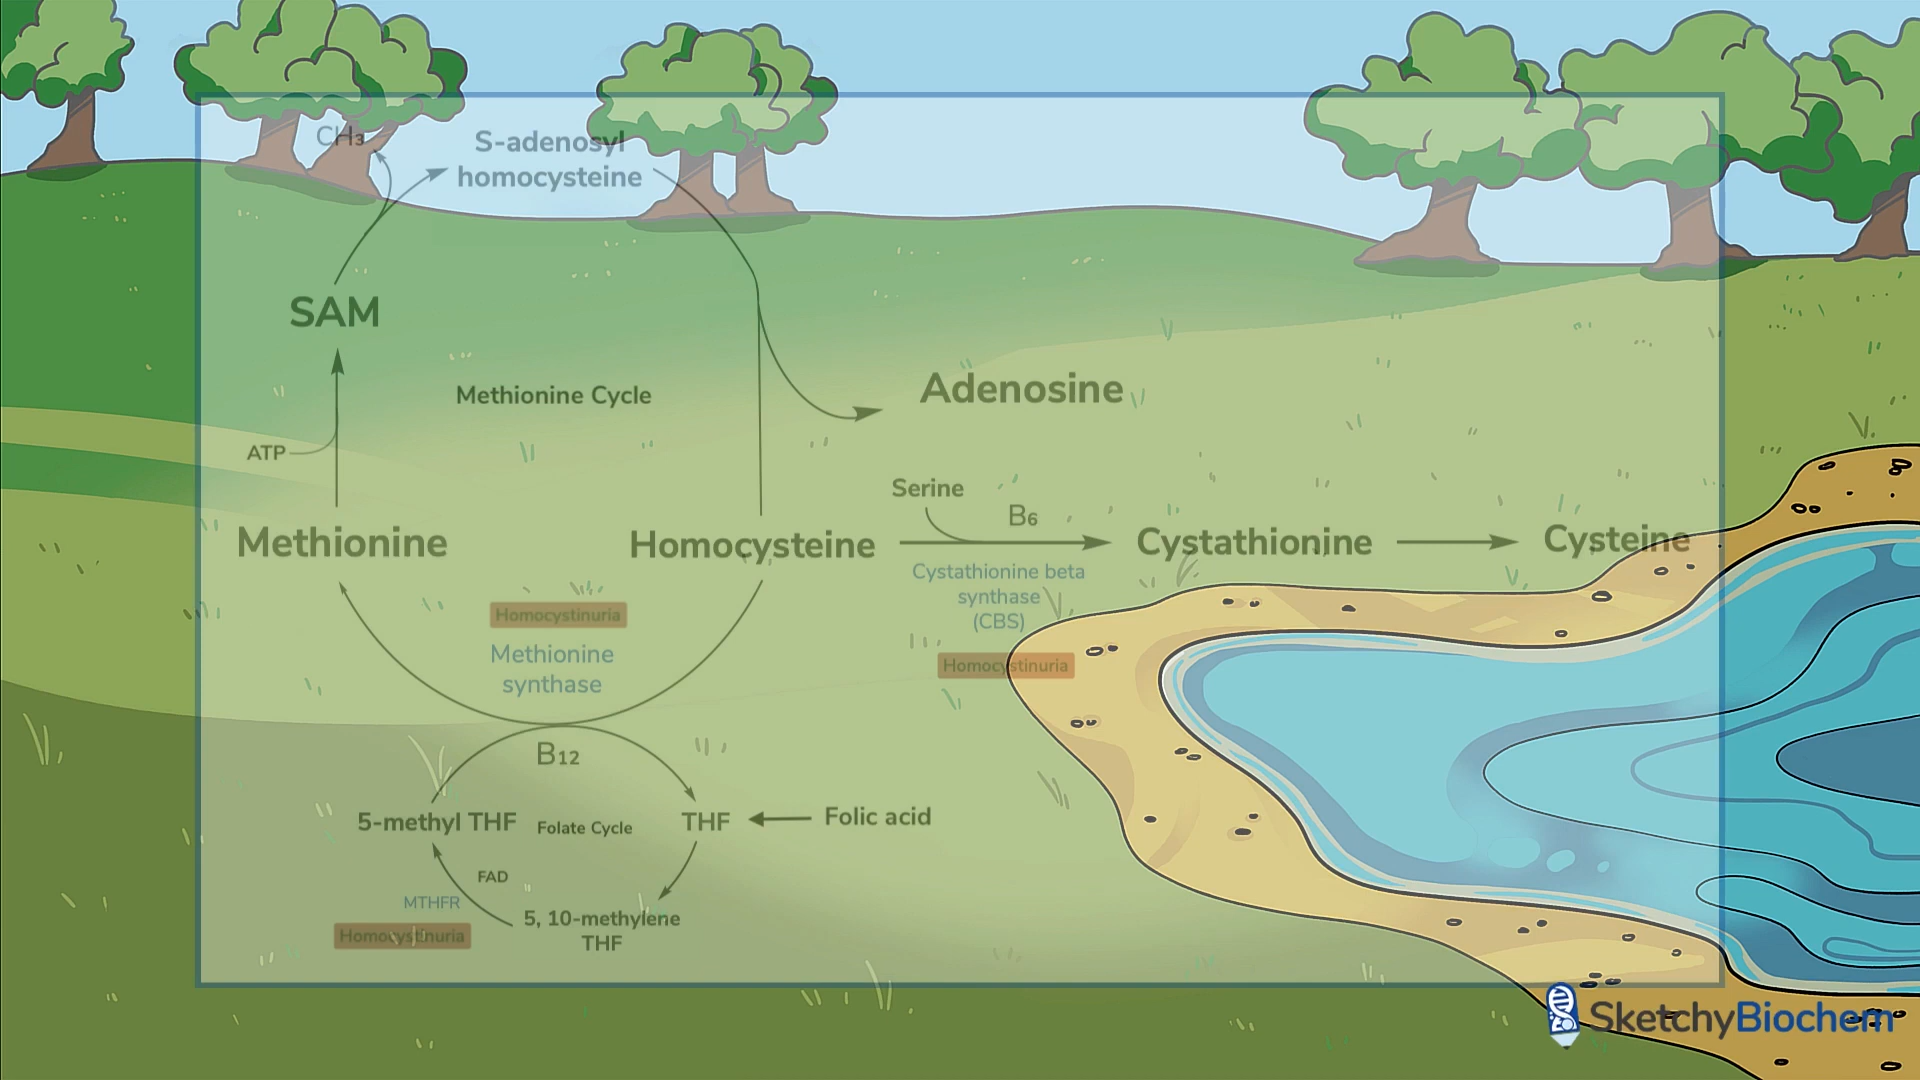 CH₃
S-adenosyl
homocysteine
SAM
Methionine Cycle
Adenosine
ATP
Serine
B₆
Methionine
Homocysteine
Cystathionine
Cysteine
Cystathionine beta
synthase
(CBS)
Homocystinuria
Homocystinuria
Methionine
synthase
B₁₂
5-methyl THF
Folate Cycle
THF
Folic acid
FAD
MTHFR
Homocystinuria
5, 10-methylene
THF
SketchyBiochem